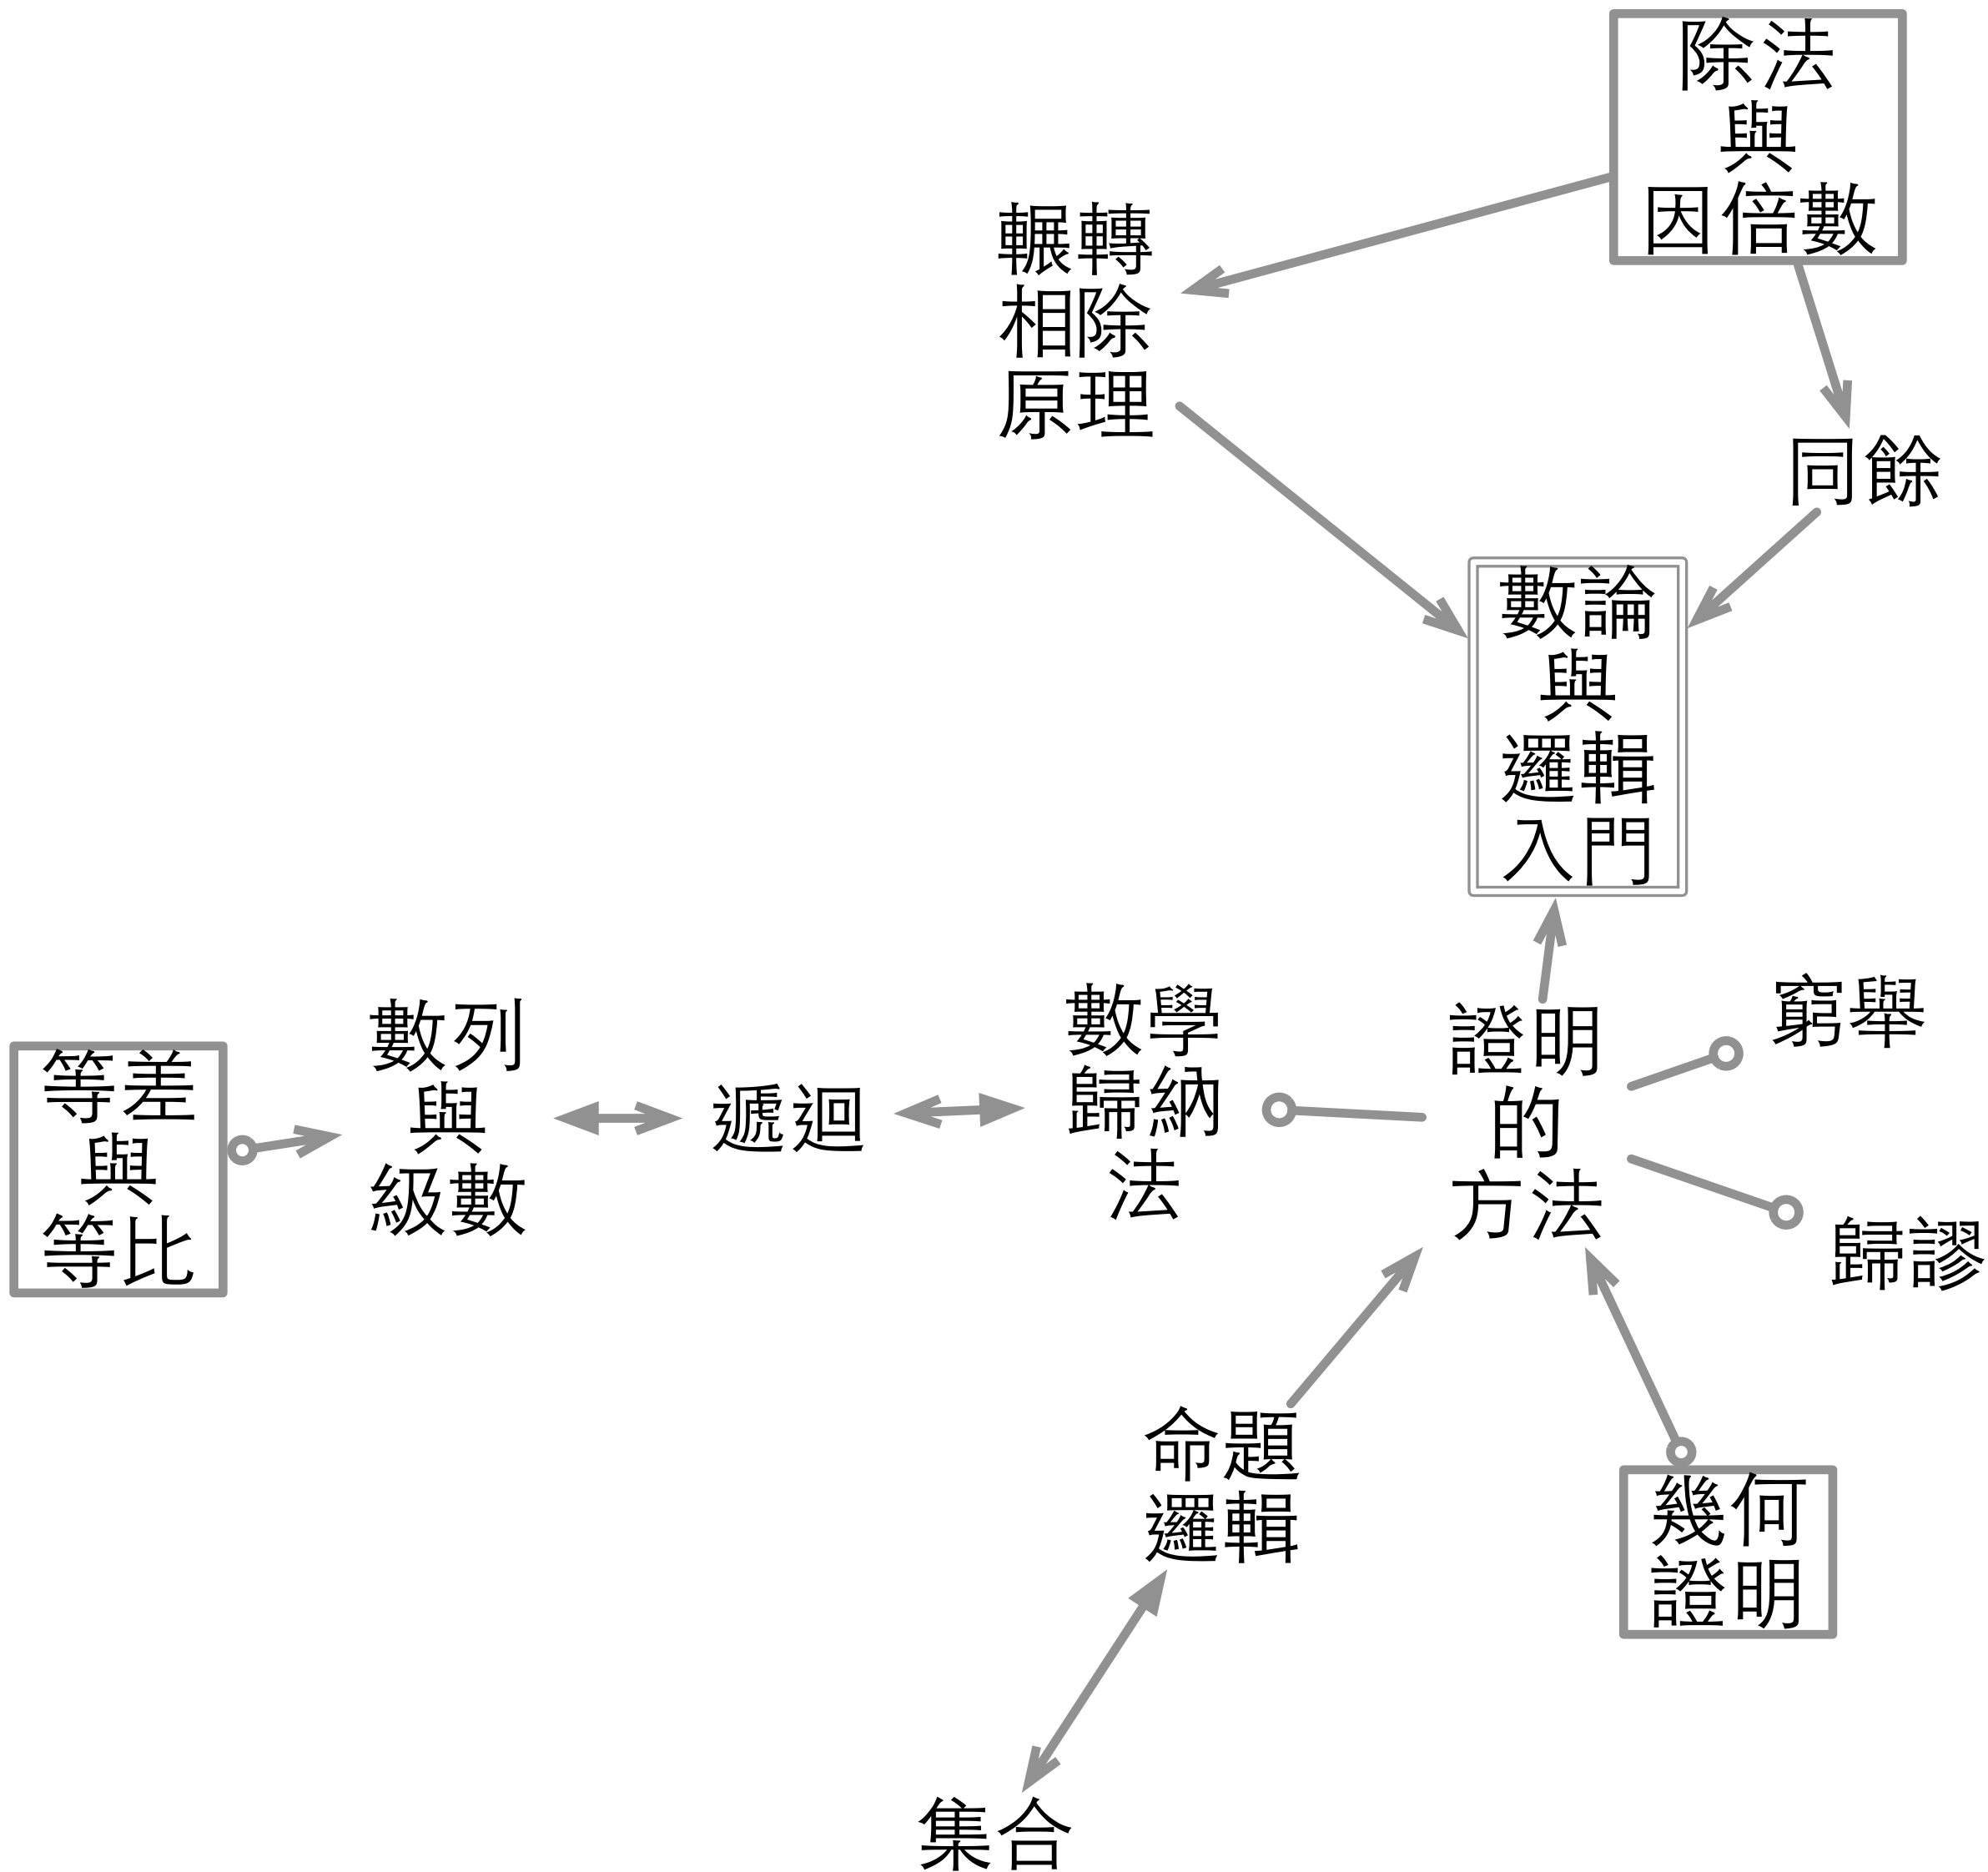 除法
與
因倍數
輾轉
相除
原理
同餘
數論
與
邏輯
入門
等差
與
等比
數列
與
級數
遞迴
數學
歸納
法
證明
的
方法
窮舉
歸謬
命題
邏輯
幾何
證明
集合